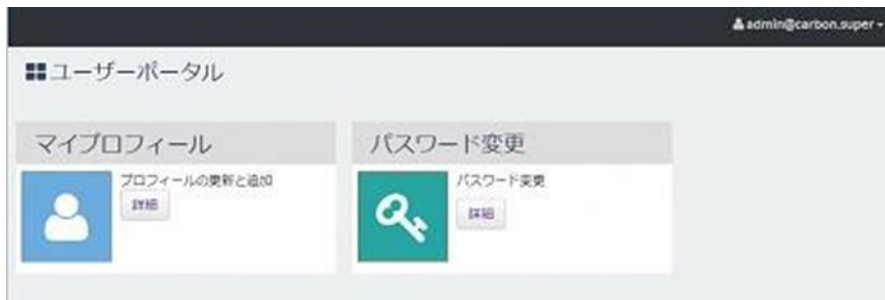 admin@carbon.super
ユーザーポータル
マイプロフィール
パスワード変更
プロフィールの更新と追加
詳細
パスワード変更
詳細